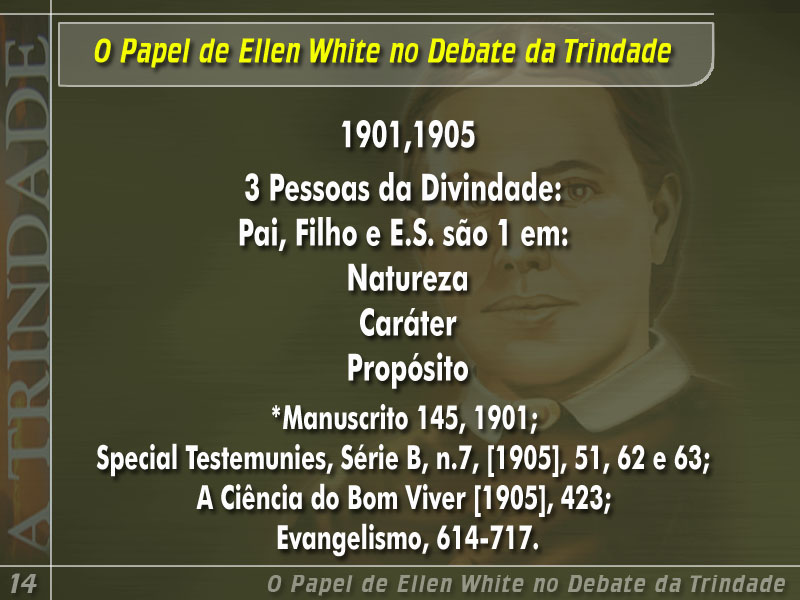 O Papel de Ellen White no Debate da Trindade
A TRINDADE
1901,1905
3 Pessoas da Divindade:
Pai, Filho e E.S. são 1 em:
Natureza
Caráter
Propósito
*Manuscrito 145, 1901;
Special Testemunies, Série B, n.7, [1905], 51, 62 e 63;
A Ciência do Bom Viver [1905], 423;
Evangelismo, 614-717.
14
O Papel de Ellen White no Debate da Trindade